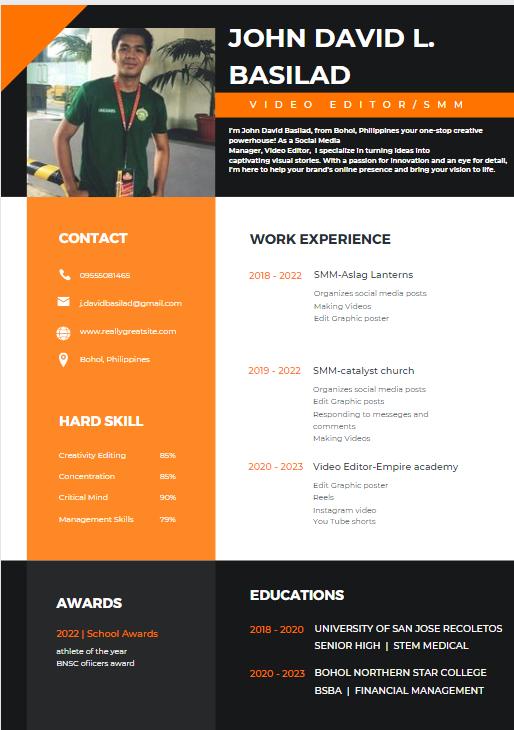 JOHN DAVID L.
BASILAD
VIDEO EDITOR/SMM
I'm John David Basilad, from Bohol, Philippines your one-stop creative
powerhouse! As a Social Media
Manager, Video Editor, I specialize in turning ideas into
captivating visual stories. With a passion for innovation and an eye for detail,
I'm here to help your brand's online presence and bring your vision to life.
CONTACT
09555081465
j.davidbasilad@gmail.com
www.reallygreatsite.com
Bohol, Philippines
HARD SKILL
Creativity Editing 85%
Concentration 85%
Critical Mind 90%
Management Skills 79%
WORK EXPERIENCE
2018 - 2022 SMM-Aslag Lanterns
Organizes social media posts
Making Videos
Edit Graphic poster
2019 - 2022 SMM-catalyst church
Organizes social media posts
Edit Graphic posts
Responding to messeges and
comments
Making Videos
2020 - 2023 Video Editor-Empire academy
Edit Graphic poster
Reels
Instagram video
You Tube shorts
AWARDS
2022 | School Awards
athlete of the year
BNSC ofiicers award
EDUCATIONS
2018 - 2020 UNIVERSITY OF SAN JOSE RECOLETOS
SENIOR HIGH | STEM MEDICAL
2020 - 2023 BOHOL NORTHERN STAR COLLEGE
BSBA | FINANCIAL MANAGEMENT